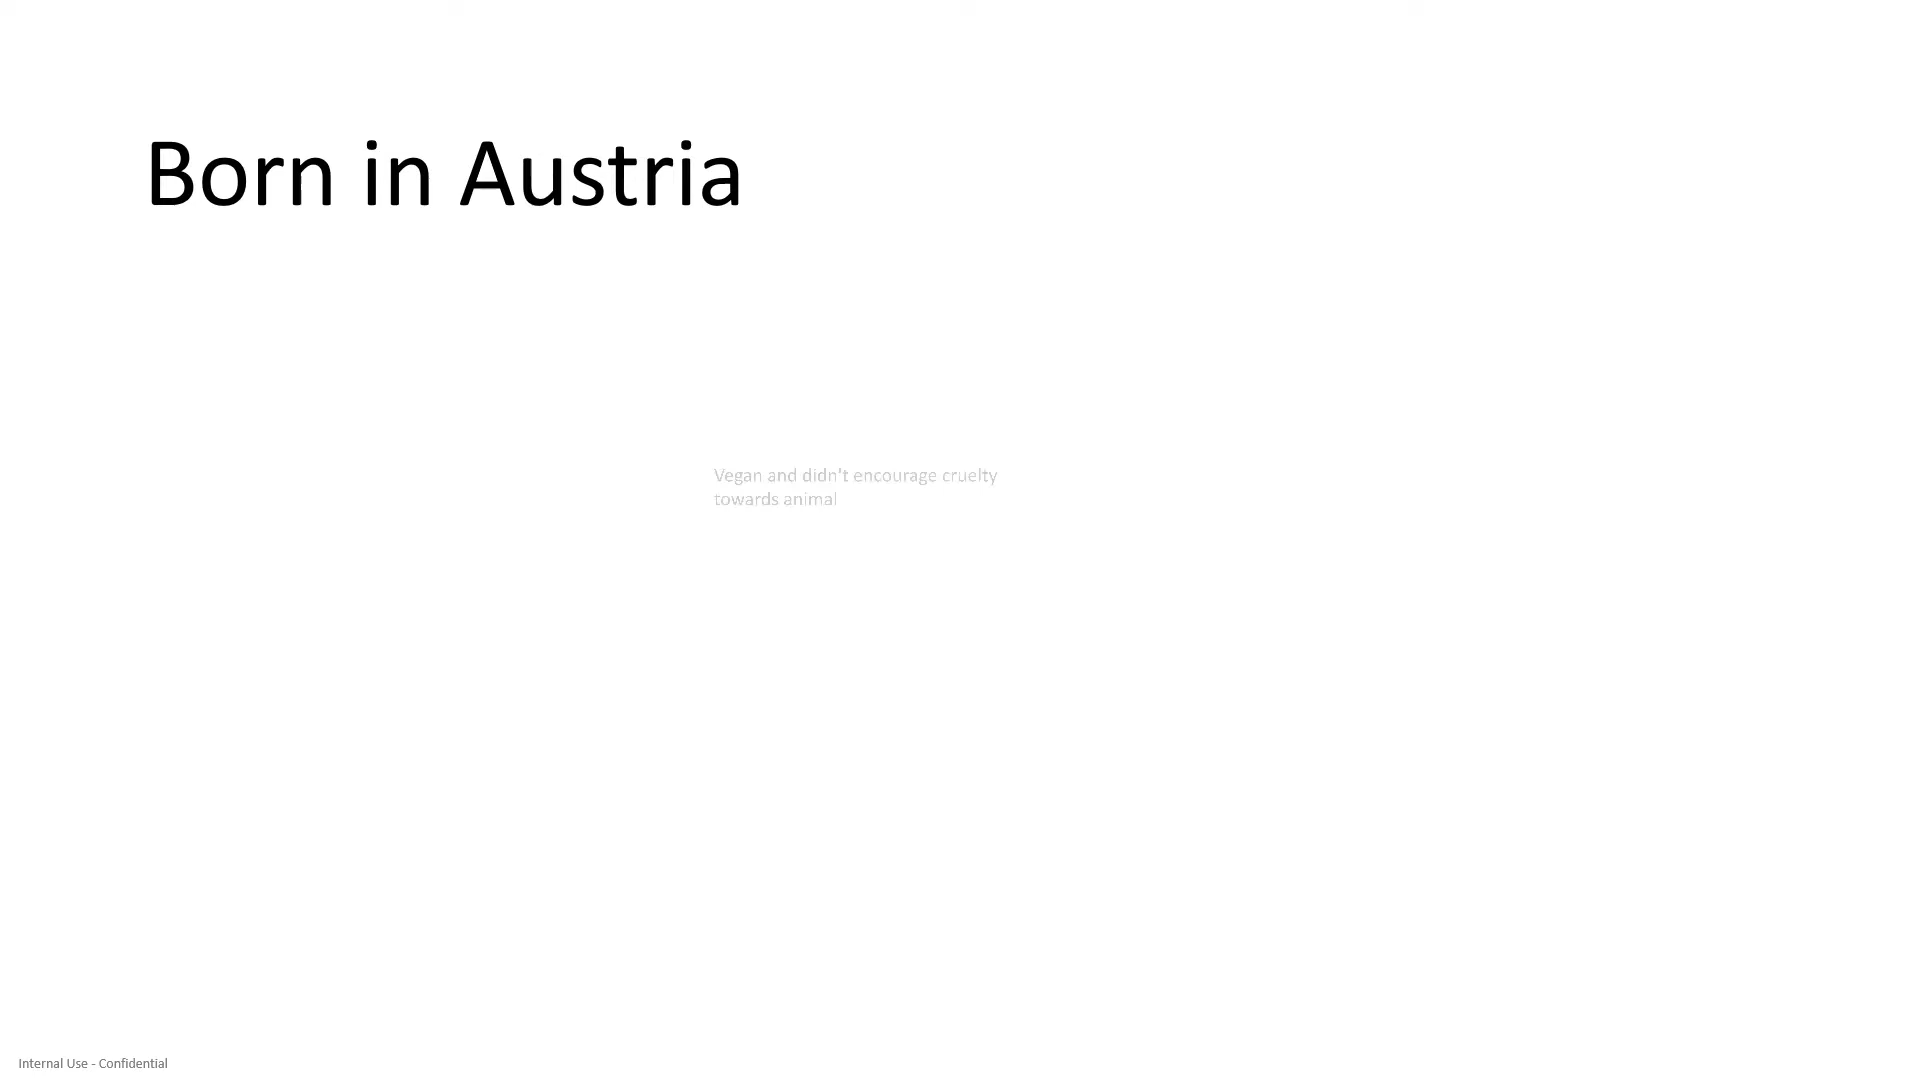 Born in Austria
Vegan and didn't encourage cruelty
towards animal
Internal Use - Confidential